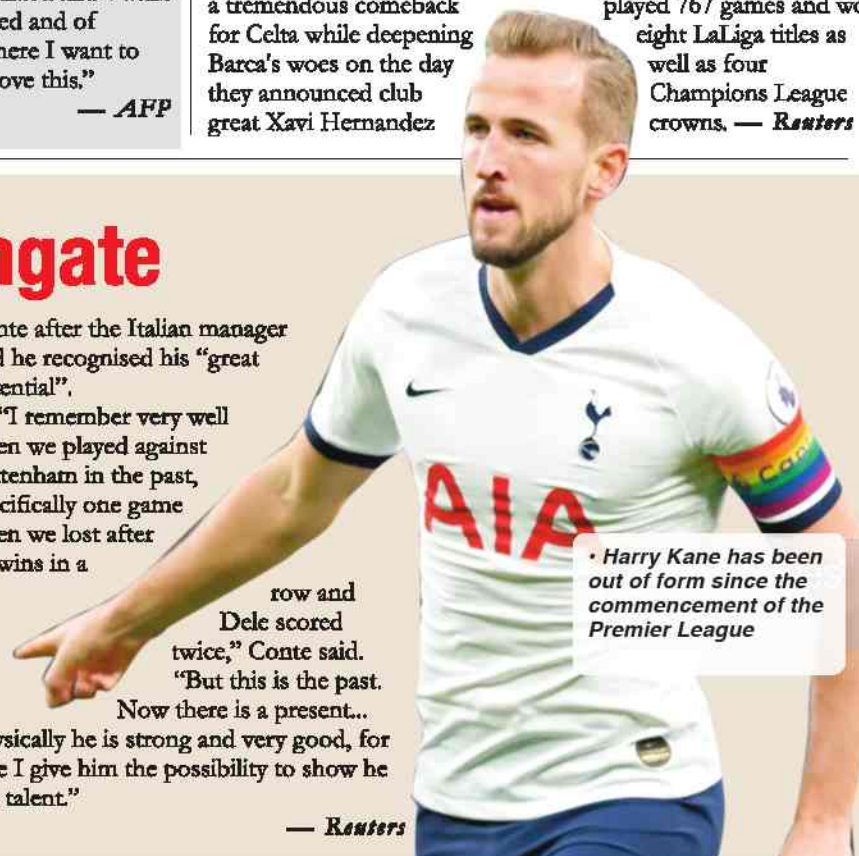 ed and of
here I want to
ove this.”
— AFP
a tremendous comeback
for Celta while deepening
Barca's woes on the day
they announced club
great Xavi Hernandez
played 767 games and wo
eight LaLiga titles as
well as four
Champions League
crowns. — Reuters
ngate
nte after the Italian manager
d he recognised his “great
ential”.
“I remember very well
en we played against
tenham in the past,
cifically one game
en we lost after
wins in a
row and
Dele scored
twice,” Conte said.
“But this is the past.
Now there is a present...
ysically he is strong and very good, for
e I give him the possibility to show he
talent.”
— Reuters
AIA
• Harry Kane has been
out of form since the
commencement of the
Premier League